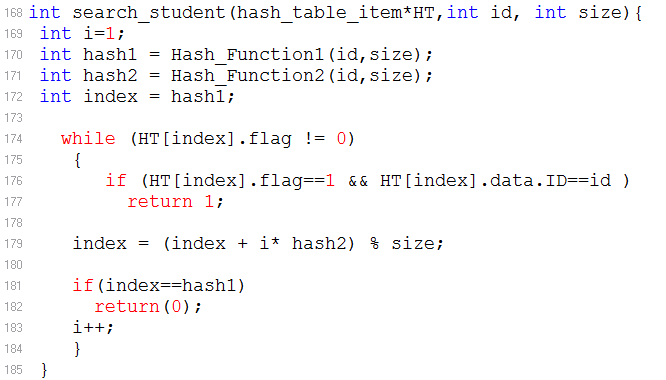 168 int search_student(hash_table_item*HT,int id, int size){
169 int i=1;
170 int hash1 = Hash_Function1(id,size);
171 int hash2 = Hash_Function2(id,size);
172 int index = hash1;
173
174 while (HT[index].flag != 0)
175 {
176 if (HT[index].flag==1 && HT[index].data.ID==id )
177 return 1;
178
179 index = (index + i* hash2) % size;
180
181 if(index==hash1)
182 return(0);
183 i++;
184 }
185 }